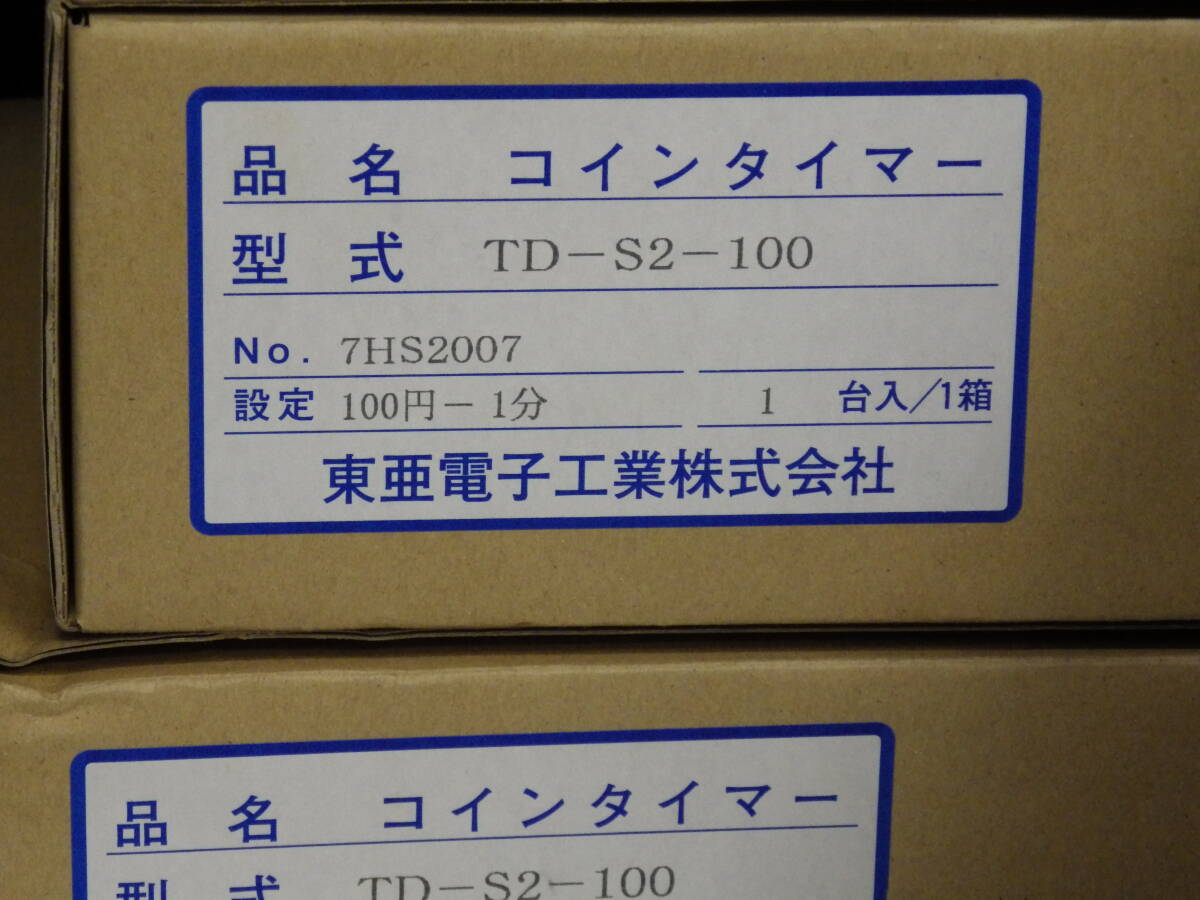 品名 コインタイマー
型式 TD-S2-100
No. 7HS2007
設定 100円- 1分 1 台入/1箱
東亜電子工業株式会社
品名 コインタイマー
型式 TD-S2-100